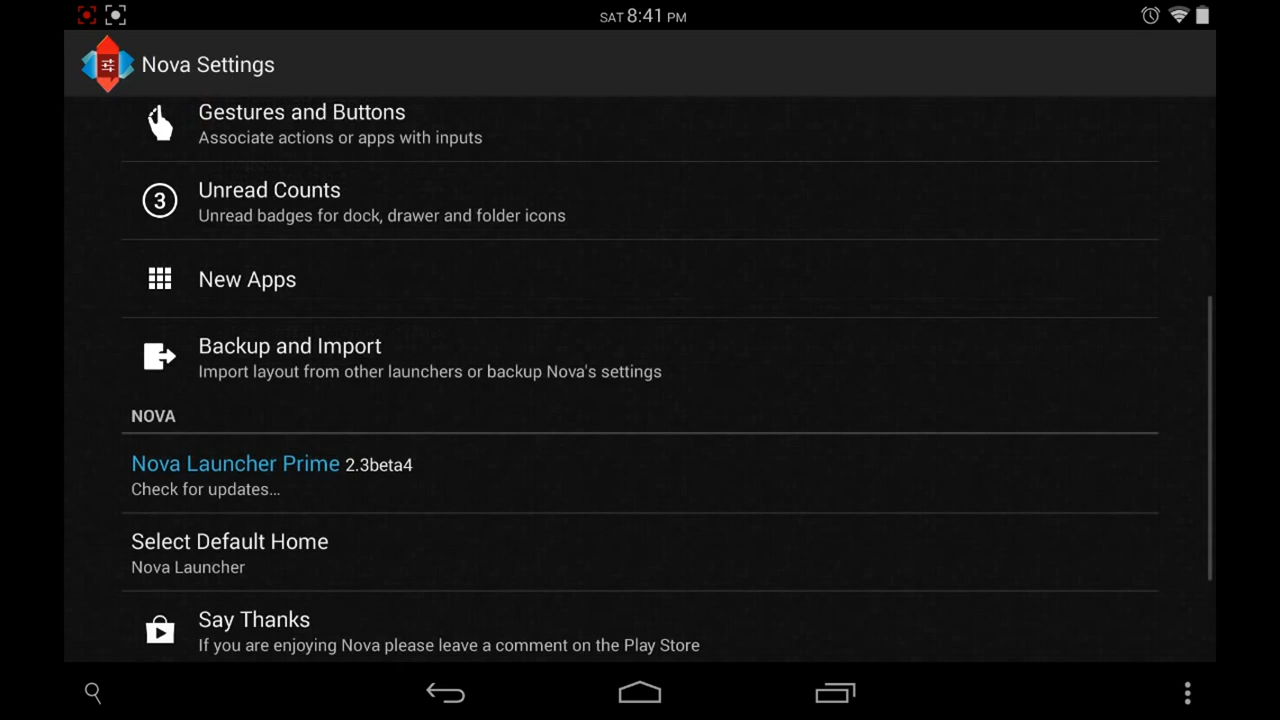 SAT 8:41 PM
Nova Settings
Gestures and Buttons
Associate actions or apps with inputs
3
Unread Counts
Unread badges for dock, drawer and folder icons
New Apps
Backup and Import
Import layout from other launchers or backup Nova's settings
NOVA
Nova Launcher Prime 2.3beta4
Check for updates...
Select Default Home
Nova Launcher
Say Thanks
If you are enjoying Nova please leave a comment on the Play Store